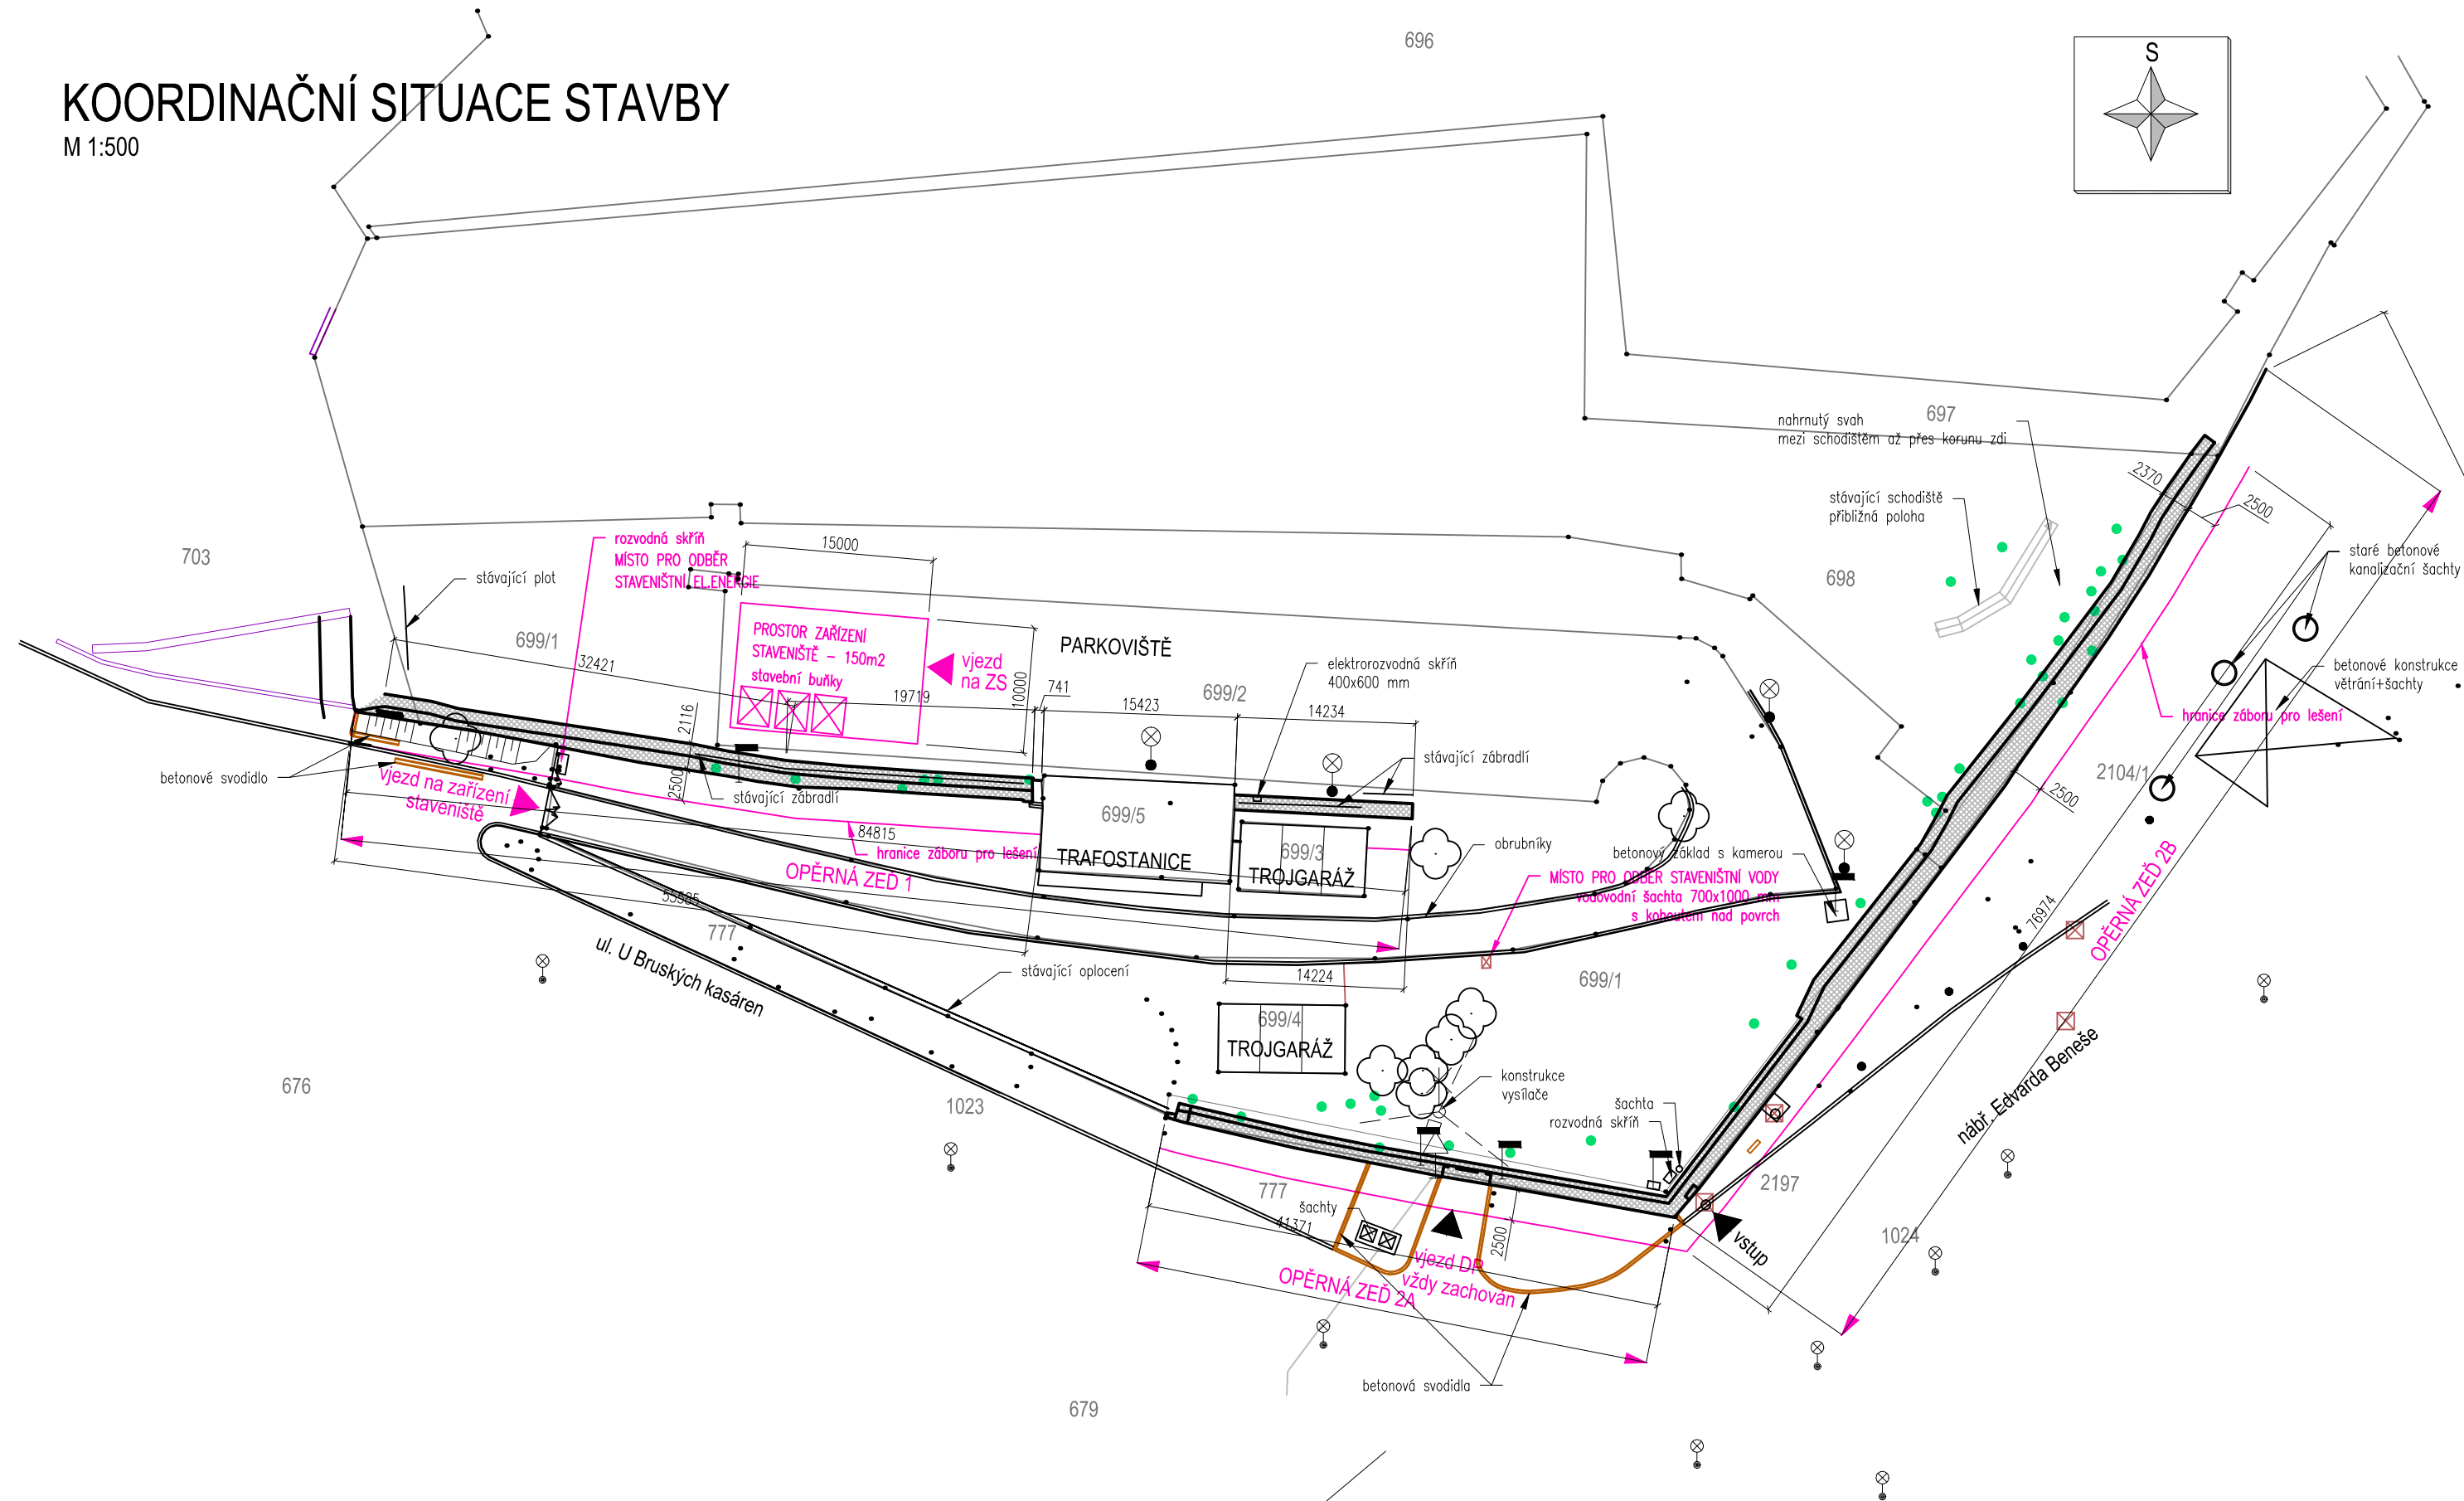 KOORDINAČNÍ SITUACE STAVBY
M 1:500
696
S
697
nahrnutý svah
mezi schodištěm až přes korunu zdi
2370
2500
stávající schodiště
přibližná poloha
698
staré betonové
kanalizační šachty
703
stávající plot
rozvodná skříň
MÍSTO PRO ODBĚR
STAVENIŠTNÍ EL.ENERGIE
15000
699/1
32421
PROSTOR ZAŘÍZENÍ
STAVENIŠTĚ – 150m2
stavební buňky
vjezd
na ZS
10000
PARKOVIŠTĚ
699/2
elektrorozvodná skříň
400x600 mm
19719
741
15423
14234
betonové konstrukce
větrání+šachty
hranice záboru pro lešení
2116
2500
stávající zábradlí
stávající zábradlí
betonové svodidlo
vjezd na zařízení
staveniště
2104/1
2500
699/5
TRAFOSTANICE
699/3
TROJGARÁŽ
84815
hranice záboru pro lešení
OPĚRNÁ ZEĎ 1
obrubníky
betonový základ s kamerou
MÍSTO PRO ODBĚR STAVENIŠTNÍ VODY
vodovodní šachta 700x1000 mm
s kohoutem nad povrch
55585
777
ul. U Bruských kasáren
stávající oplocení
14224
699/1
76974
OPĚRNÁ ZEĎ 2B
699/4
TROJGARÁŽ
konstrukce
vysílače
šachta
rozvodná skříň
nábř. Edvarda Beneše
676
1023
777
šachty
41371
2500
vjezd DP
vždy zachován
OPĚRNÁ ZEĎ 2A
vstup
2197
1024
betonová svodidla
679